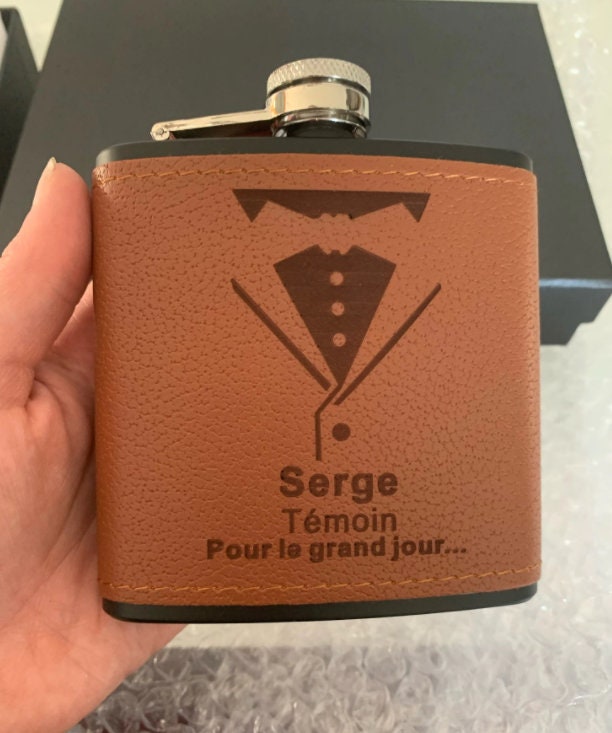 Serge
Témoin
Pour le grand jour...